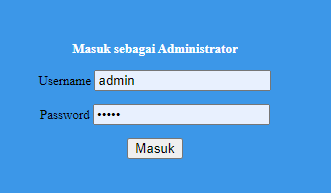 Masuk sebagai Administrator
Username admin
Password •••••
Masuk